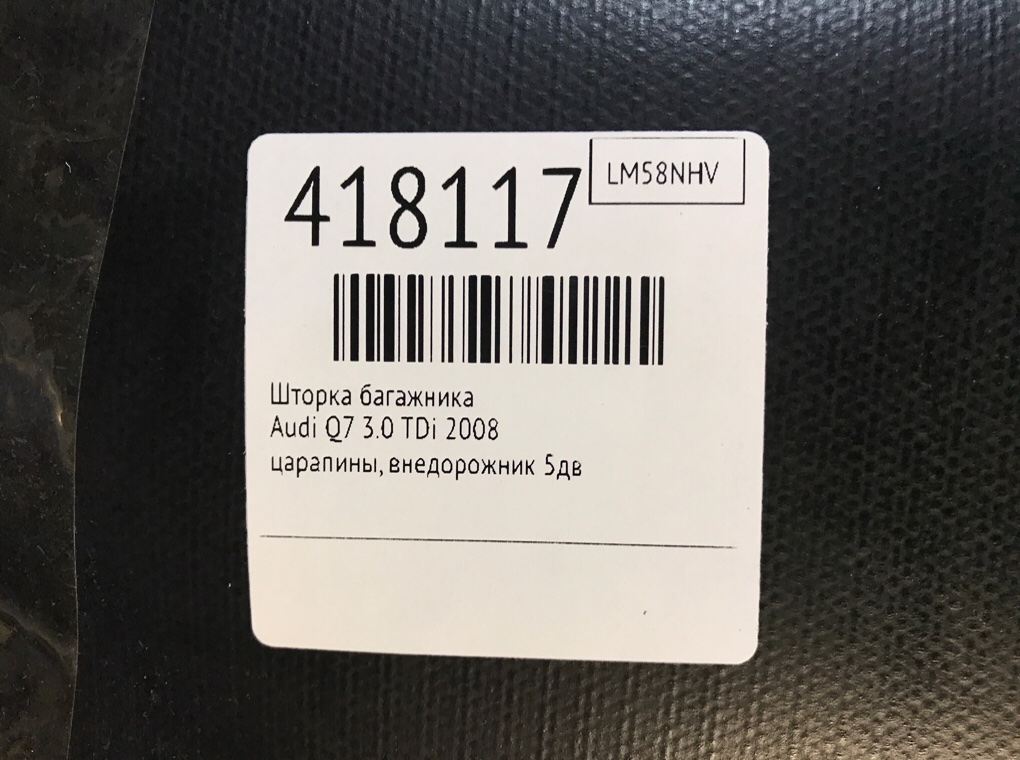 418117
LM58NHV
Шторка багажника
Audi Q7 3.0 TDi 2008
царапины, внедорожник 5дв